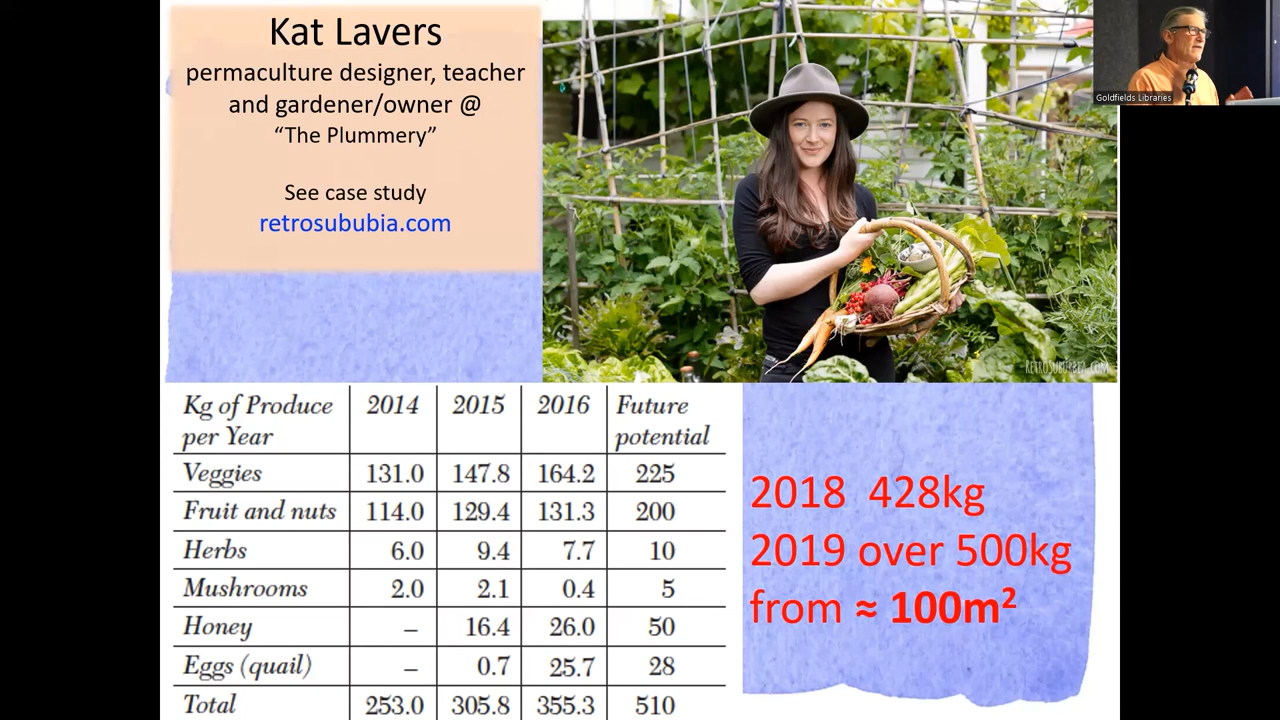 Kat Lavers
permaculture designer, teacher
and gardener/owner @
“The Plummery”
See case study
retrosububia.com
Goldfields Libraries
RETROSUBURBIA.COM
Kg of Produce per Year 2014 2015 2016 Future potential
Veggies 131.0 147.8 164.2 225
Fruit and nuts 114.0 129.4 131.3 200
Herbs 6.0 9.4 7.7 10
Mushrooms 2.0 2.1 0.4 5
Honey – 16.4 26.0 50
Eggs (quail) – 0.7 25.7 28
Total 253.0 305.8 355.3 510
2018 428kg
2019 over 500kg
from ≈ 100m²